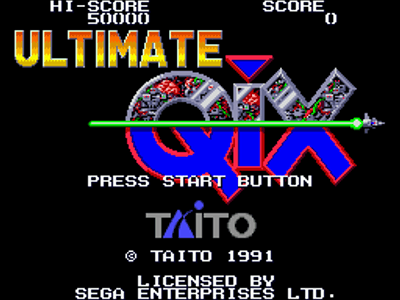 HI-SCORE SCORE
50000 0
ULTIMATE
QiX
PRESS START BUTTON
TAITO
© TAITO 1991
LICENSED BY
SEGA ENTERPRISES LTD.